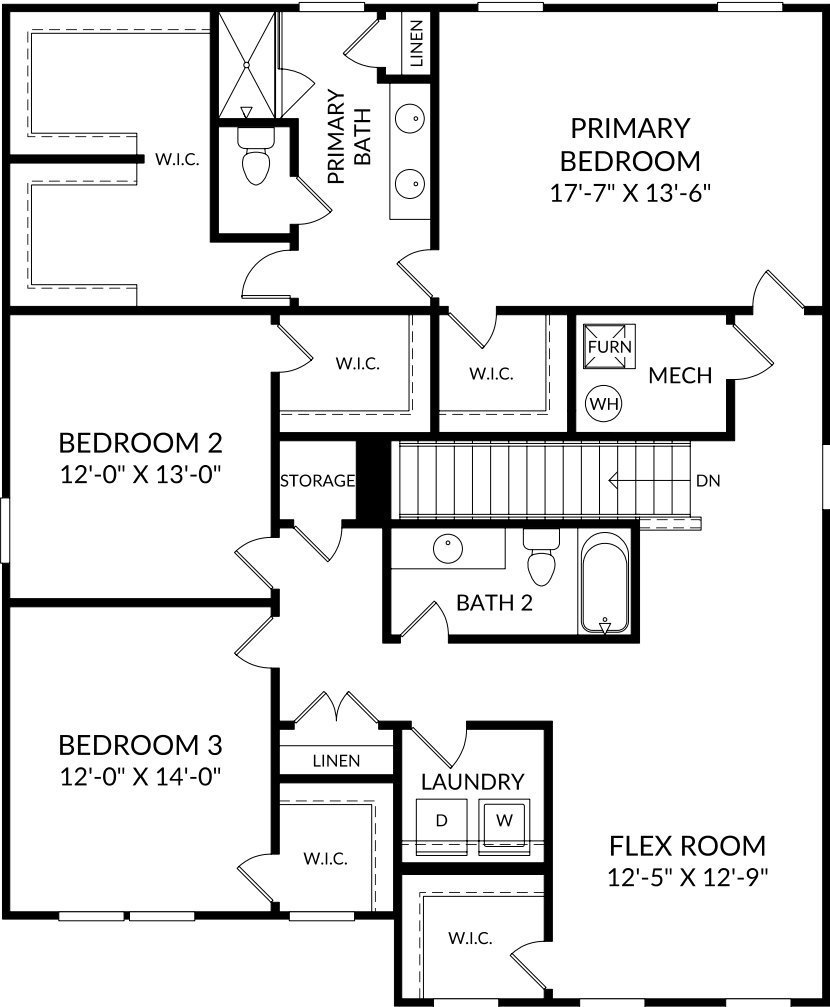 LINEN
PRIMARY
BATH
PRIMARY
BEDROOM
17'-7" X 13'-6"
W.I.C.
FURN
W.I.C.
W.I.C.
MECH
WH
BEDROOM 2
12'-0" X 13'-0"
STORAGE
DN
BATH 2
BEDROOM 3
12'-0" X 14'-0"
LINEN
LAUNDRY
D
W
FLEX ROOM
12'-5" X 12'-9"
W.I.C.
W.I.C.